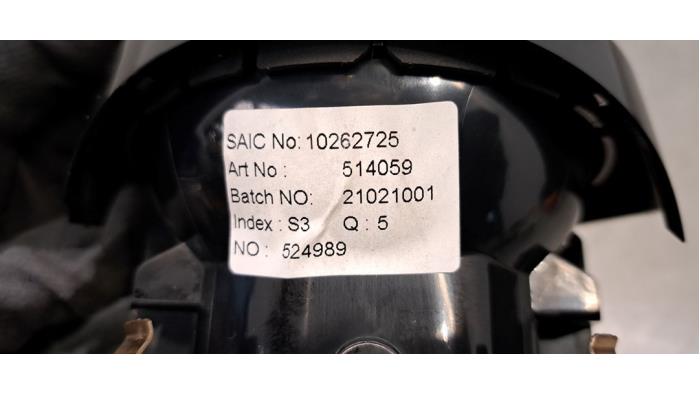 SAIC No: 10262725
Art No : 514059
Batch NO: 21021001
Index : S3 Q : 5
NO : 524989